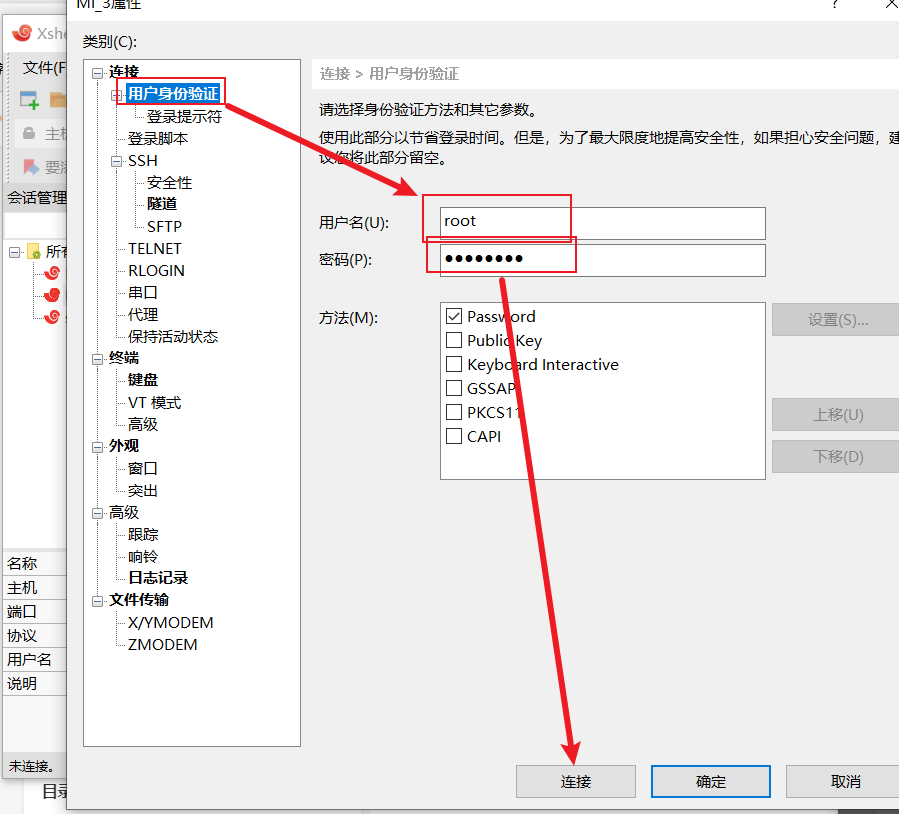 MI_3属性
?
类别(C):
Xshe
文件(F
主机
会话管理
所有
名称
主机
端口
协议
用户名
说明
未连接。
目录
连接
用户身份验证
登录提示符
登录脚本
SSH
安全性
隧道
SFTP
TELNET
RLOGIN
串口
代理
保持活动状态
终端
键盘
VT 模式
高级
外观
窗口
突出
高级
跟踪
响铃
日志记录
文件传输
X/YMODEM
ZMODEM
连接 > 用户身份验证
请选择身份验证方法和其它参数。
使用此部分以节省登录时间。但是，为了最大限度地提高安全性，如果担心安全问题，建
议您将此部分留空。
用户名(U):
root
密码(P):
●●●●●●●●
方法(M):
Password
Public Key
Keyboard Interactive
GSSAPI
PKCS11
CAPI
设置(S)...
上移(U)
下移(D)
连接
确定
取消